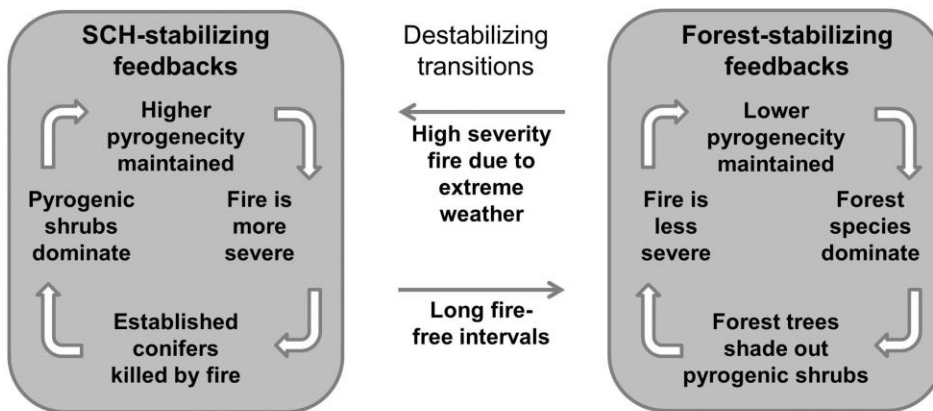 SCH-stabilizing
feedbacks
Higher
pyrogenecity
maintained
Pyrogenic
shrubs
dominate
Fire is
more
severe
Established
conifers
killed by fire
Destabilizing
transitions
High severity
fire due to
extreme
weather
Long fire-
free intervals
Forest-stabilizing
feedbacks
Lower
pyrogenecity
maintained
Fire is
less
severe
Forest
species
dominate
Forest trees
shade out
pyrogenic shrubs